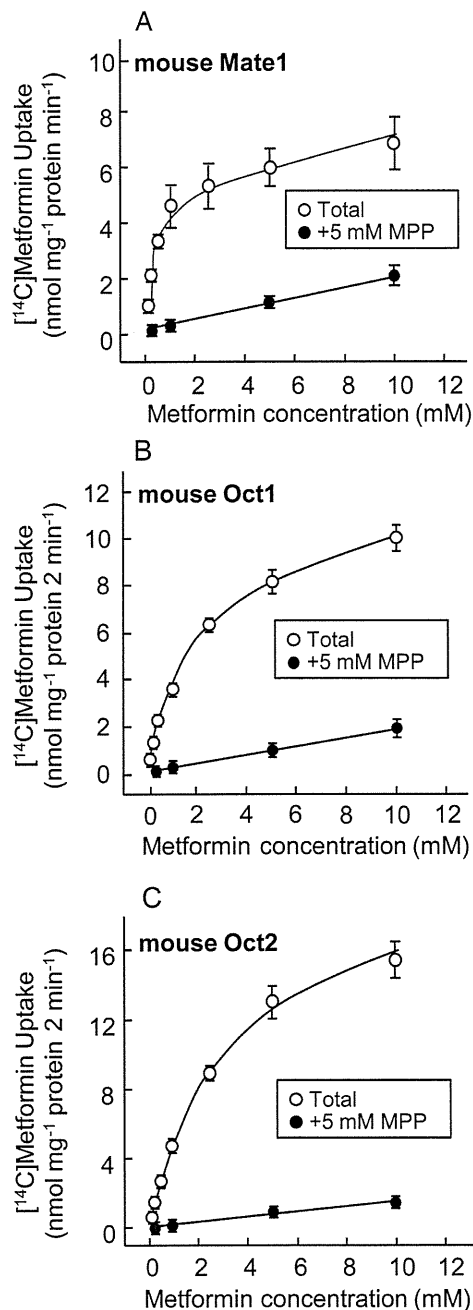 A
mouse Mate1
[¹⁴C]Metformin Uptake
(nmol mg⁻¹ protein min⁻¹)
10
8
6
4
2
0
○ Total
● +5 mM MPP
0 2 4 6 8 10 12
Metformin concentration (mM)
B
mouse Oct1
[¹⁴C]Metformin Uptake
(nmol mg⁻¹ protein 2 min⁻¹)
12
10
8
6
4
2
0
○ Total
● +5 mM MPP
0 2 4 6 8 10 12
Metformin concentration (mM)
C
mouse Oct2
[¹⁴C]Metformin Uptake
(nmol mg⁻¹ protein 2 min⁻¹)
16
12
8
4
0
○ Total
● +5 mM MPP
0 2 4 6 8 10 12
Metformin concentration (mM)